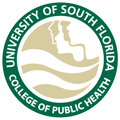 UNIVERSITY OF SOUTH FLORIDA
COLLEGE OF PUBLIC HEALTH